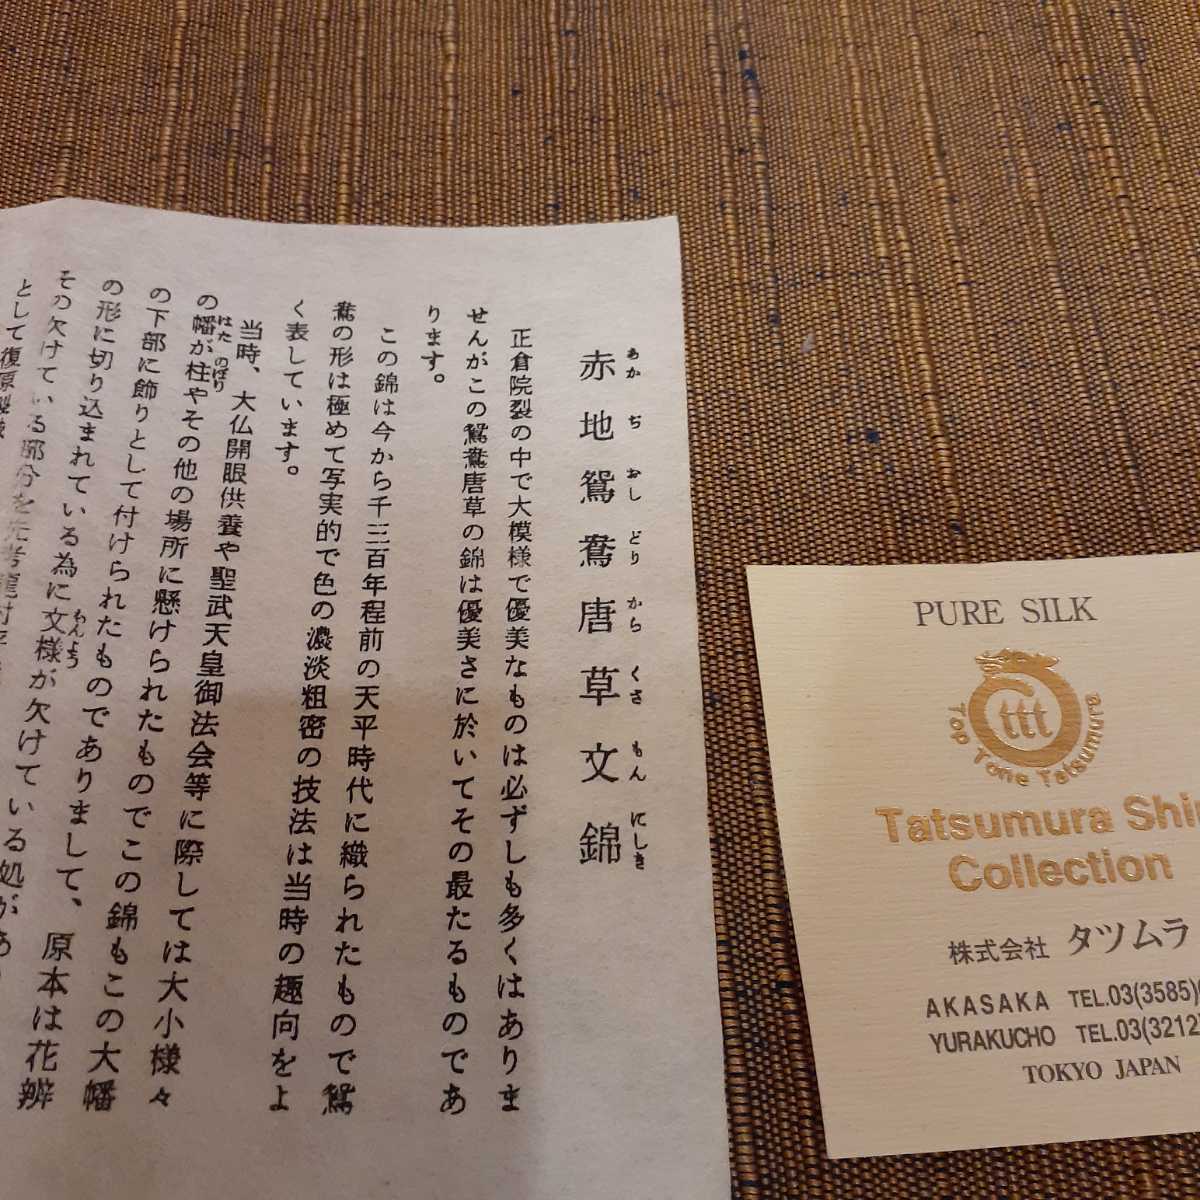 赤地鴛鴦唐草文錦
あか ぢ おし どり から くさ もん にしき
正倉院裂の中で大模様で優美なものは必ずしも多くはありま
せんがこの鴛鴦唐草の錦は優美さに於いてその最たるものであ
ります。
この錦は今から千三百年程前の天平時代に織られたもので鴛
鴦の形は極めて写実的で色の濃淡粗密の技法は当時の趣向をよ
く表しています。
当時、大仏開眼供養や聖武天皇御法会等に際しては大小様々
の幡が柱やその他の場所に懸けられたものでこの錦もこの大幡
はた のぼり
の下部に飾りとして付けられたものでありまして、原本は花辨
の形に切り込まれている為に文様が欠けている処があ
もんよう
その欠けている部分を先考龍村平
として復原製
PURE SILK
ttt
Top Tone Tatsumura
Tatsumura
Collection
株式会社 タツムラ
AKASAKA TEL.03(3585)
YURAKUCHO TEL.03(3212)
TOKYO JAPAN